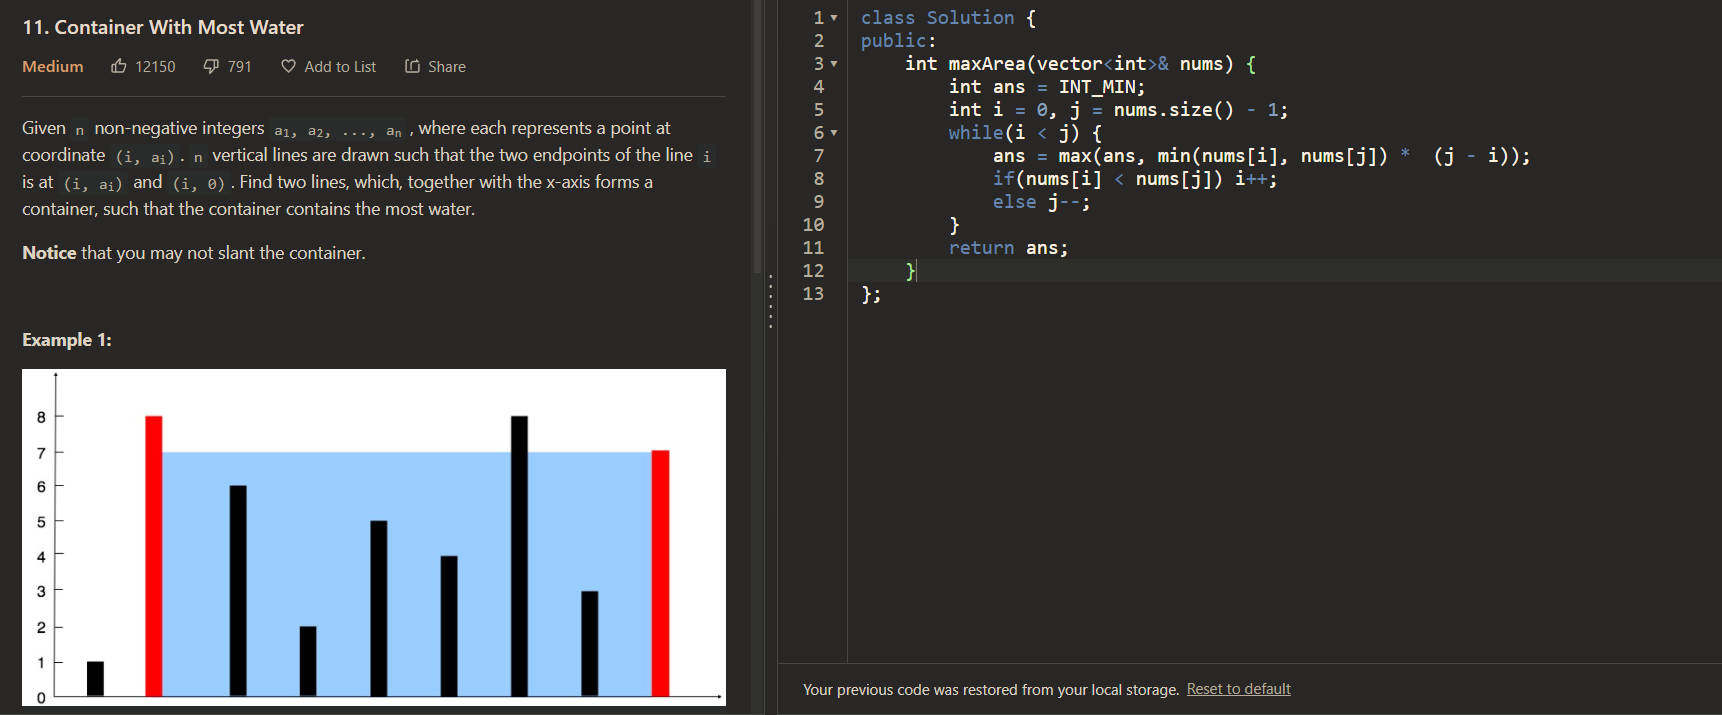 11. Container With Most Water
Medium 12150 791 Add to List Share
Given n non-negative integers a1, a2, ..., an , where each represents a point at
coordinate (i, ai) . n vertical lines are drawn such that the two endpoints of the line i
is at (i, ai) and (i, 0) . Find two lines, which, together with the x-axis forms a
container, such that the container contains the most water.
Notice that you may not slant the container.
Example 1:
8
7
6
5
4
3
2
1
0
1 class Solution {
2 public:
3     int maxArea(vector<int>& nums) {
4         int ans = INT_MIN;
5         int i = 0, j = nums.size() - 1;
6         while(i < j) {
7             ans = max(ans, min(nums[i], nums[j]) *  (j - i));
8             if(nums[i] < nums[j]) i++;
9             else j--;
10         }
11         return ans;
12     }
13 };
Your previous code was restored from your local storage. Reset to default